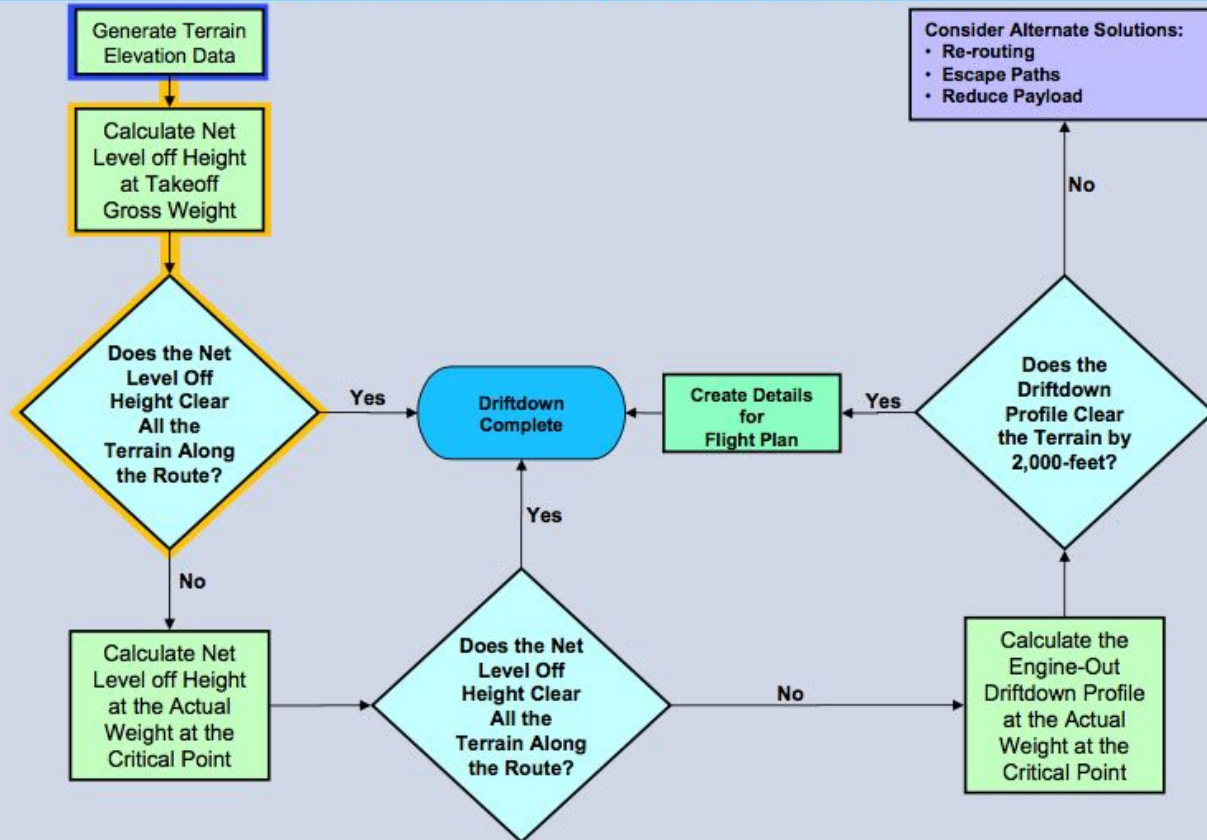 Generate Terrain
Elevation Data
Calculate Net
Level off Height
at Takeoff
Gross Weight
Does the Net
Level Off
Height Clear
All the
Terrain Along
the Route?
Yes
No
Calculate Net
Level off Height
at the Actual
Weight at the
Critical Point
Does the Net
Level Off
Height Clear
All the
Terrain Along
the Route?
Yes
No
Driftdown
Complete
Calculate the
Engine-Out
Driftdown Profile
at the Actual
Weight at the
Critical Point
Does the
Driftdown
Profile Clear
the Terrain by
2,000-feet?
Yes
Create Details
for
Flight Plan
No
Consider Alternate Solutions:
• Re-routing
• Escape Paths
• Reduce Payload